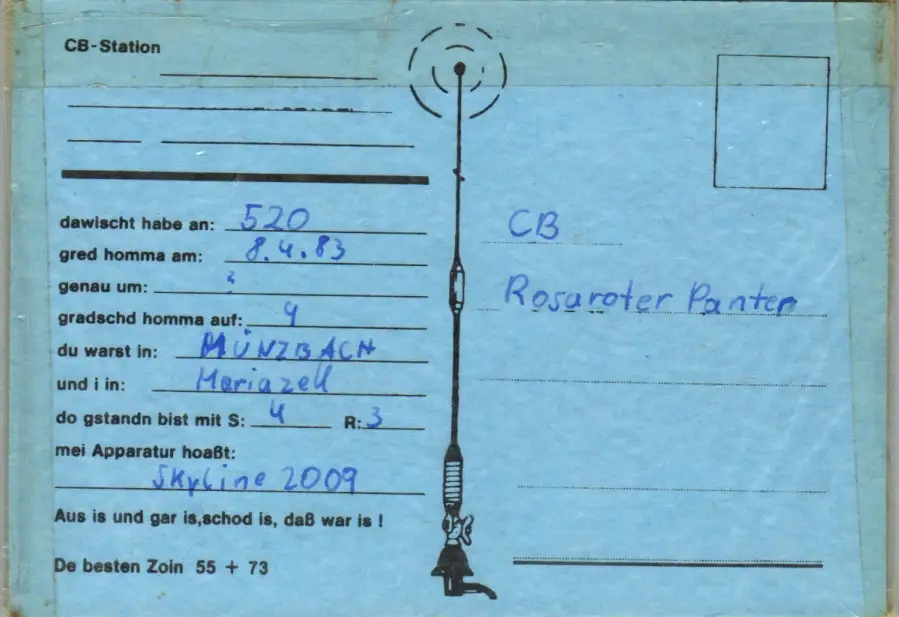 CB-Station
dawischt habe an: 520
gred homma am: 8.4.83
genau um: ?
gradschd homma auf: 9
du warst in: MÜNZBACH
und i in: Mariazell
do gstandn bist mit S: 4 R: 3
mei Apparatur hoaßt:
Skyline 2009
Aus is und gar is,schod is, daß war is !
De besten Zoin 55 + 73
CB
Rosaroter Panter